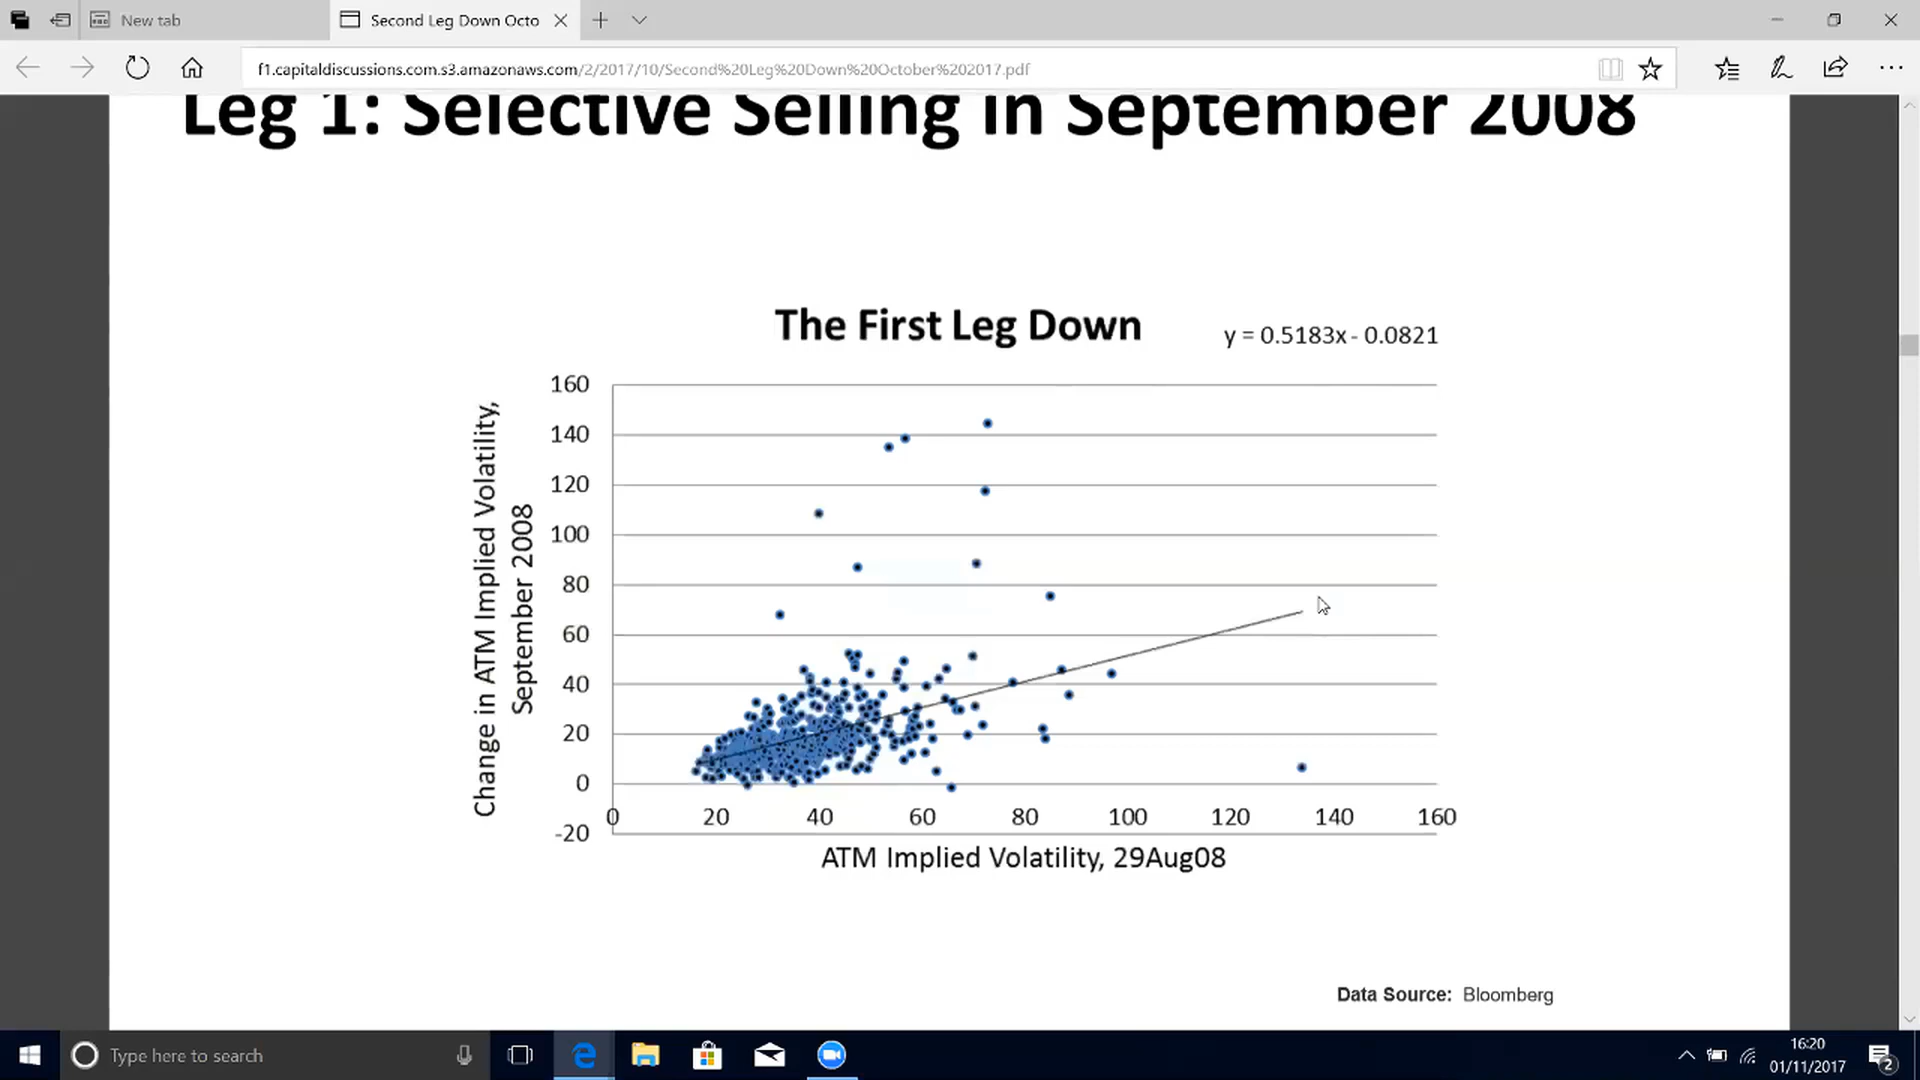 New tab
Second Leg Down Octo
f1.capitaldiscussions.com.s3.amazonaws.com/2/2017/10/Second%20Leg%20Down%20October%202017.pdf
Leg 1: Selective Selling in September 2008
The First Leg Down
y = 0.5183x - 0.0821
Change in ATM Implied Volatility,
September 2008
160
140
120
100
80
60
40
20
0
-20
0 20 40 60 80 100 120 140 160
ATM Implied Volatility, 29Aug08
Data Source: Bloomberg
Type here to search
16:20
01/11/2017
2